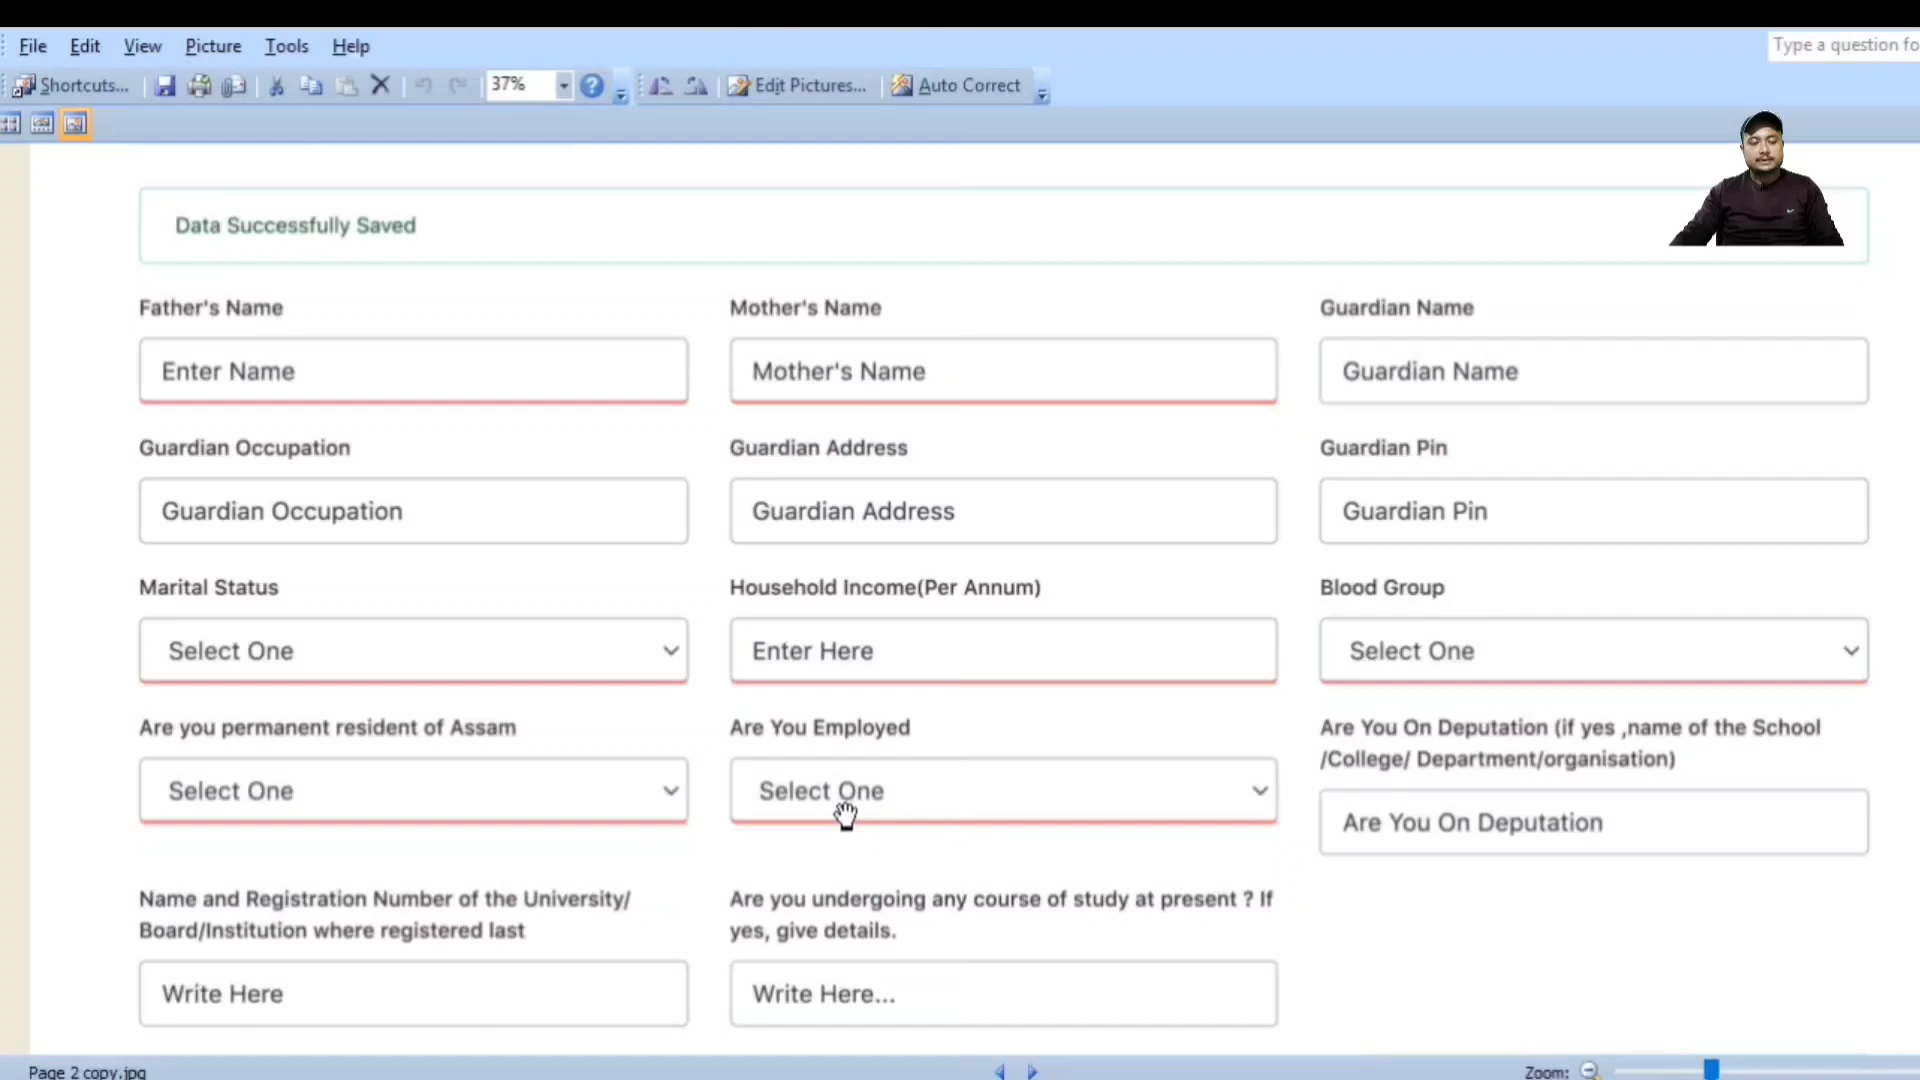 File Edit View Picture Tools Help
Type a question fo
Shortcuts... 37% Edit Pictures... Auto Correct
Data Successfully Saved
Father's Name Mother's Name Guardian Name
Enter Name Mother's Name Guardian Name
Guardian Occupation Guardian Address Guardian Pin
Guardian Occupation Guardian Address Guardian Pin
Marital Status Household Income(Per Annum) Blood Group
Select One Enter Here Select One
Are you permanent resident of Assam Are You Employed Are You On Deputation (if yes ,name of the School
/College/ Department/organisation)
Select One Select One Are You On Deputation
Name and Registration Number of the University/
Board/Institution where registered last
Are you undergoing any course of study at present ? If
yes, give details.
Write Here Write Here...
Page 2 copy.jpg Zoom: